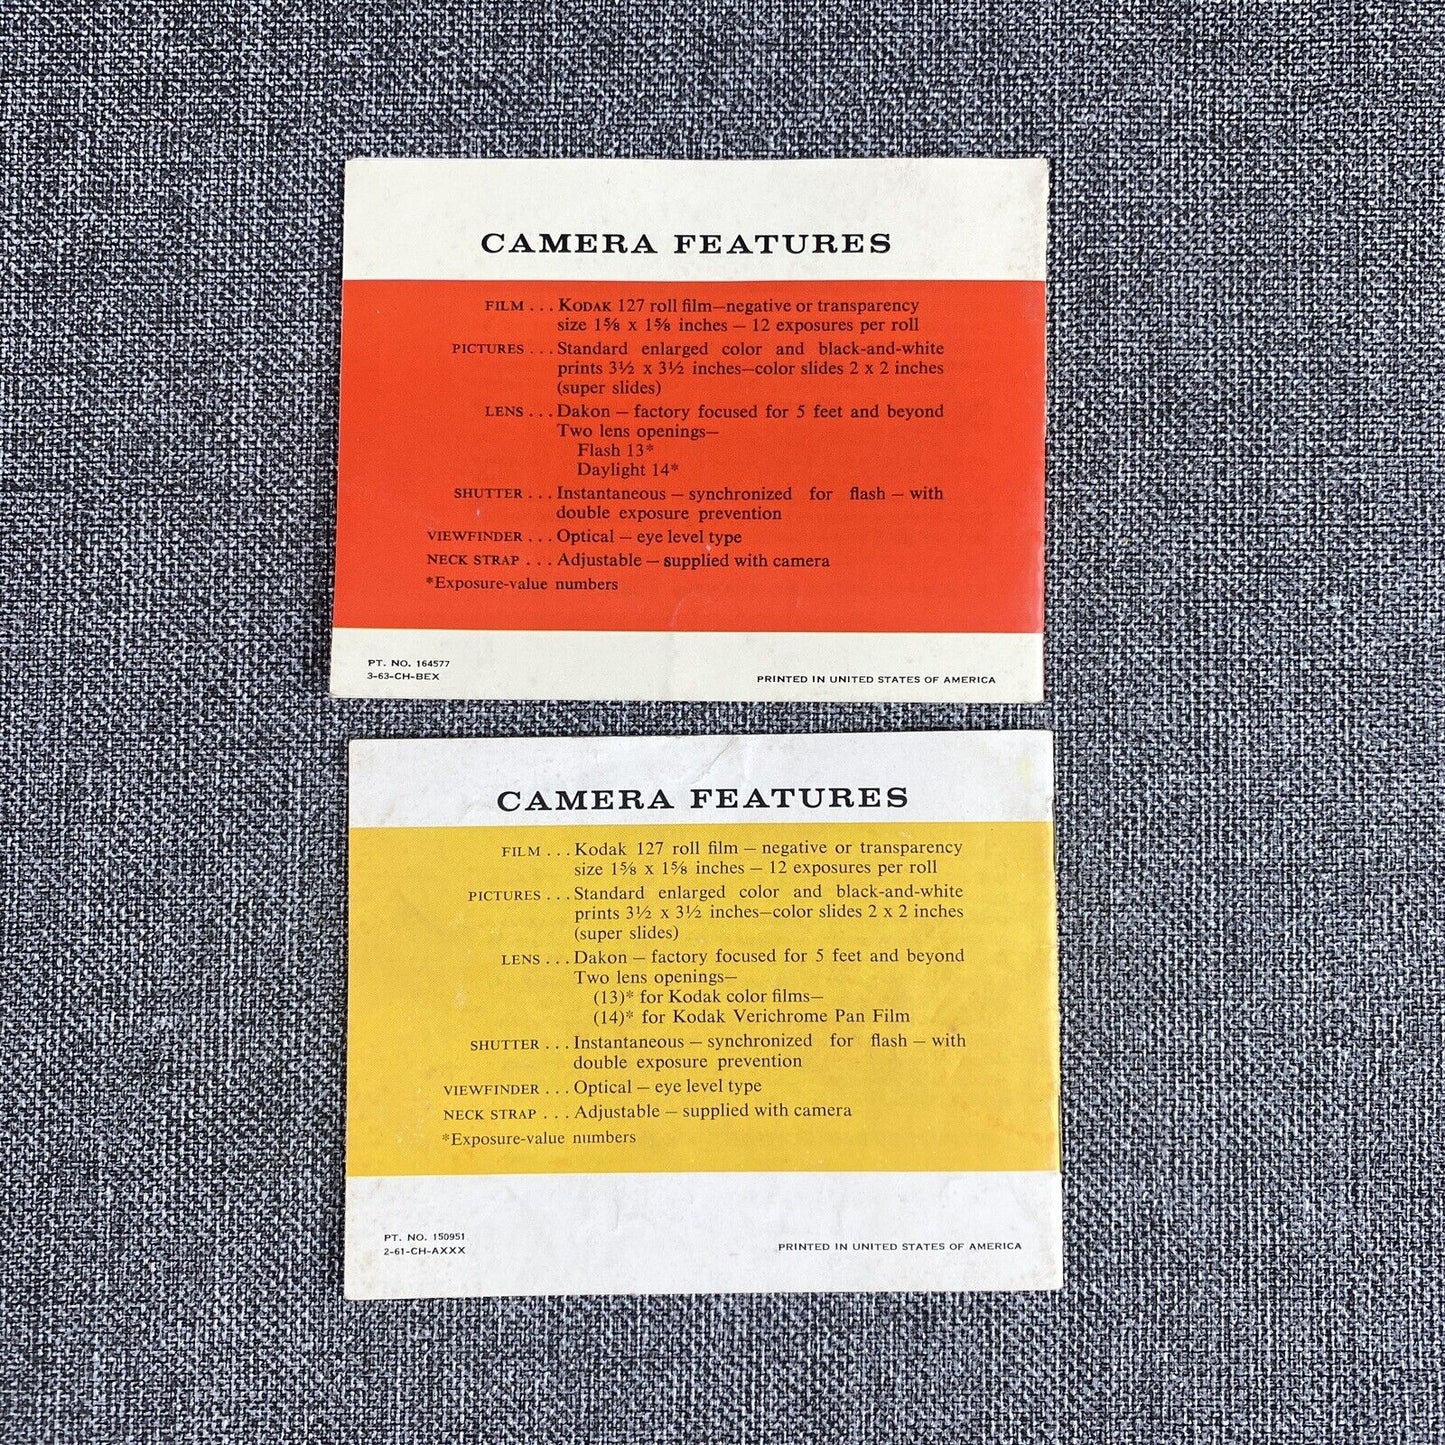 CAMERA FEATURES
FILM . . . KODAK 127 roll film—negative or transparency
size 1⅝ x 1⅝ inches — 12 exposures per roll
PICTURES . . . Standard enlarged color and black-and-white
prints 3½ x 3½ inches—color slides 2 x 2 inches
(super slides)
LENS . . . Dakon — factory focused for 5 feet and beyond
Two lens openings—
Flash 13*
Daylight 14*
SHUTTER . . . Instantaneous — synchronized for flash — with
double exposure prevention
VIEWFINDER . . . Optical — eye level type
NECK STRAP . . . Adjustable — supplied with camera
*Exposure-value numbers
PT. NO. 164577
3-63-CH-BEX
PRINTED IN UNITED STATES OF AMERICA
CAMERA FEATURES
FILM . . . Kodak 127 roll film — negative or transparency
size 1⅝ x 1⅝ inches — 12 exposures per roll
PICTURES . . . Standard enlarged color and black-and-white
prints 3½ x 3½ inches—color slides 2 x 2 inches
(super slides)
LENS . . . Dakon — factory focused for 5 feet and beyond
Two lens openings—
(13)* for Kodak color films—
(14)* for Kodak Verichrome Pan Film
SHUTTER . . . Instantaneous — synchronized for flash — with
double exposure prevention
VIEWFINDER . . . Optical — eye level type
NECK STRAP . . . Adjustable — supplied with camera
*Exposure-value numbers
PT. NO. 150951
2-61-CH-AXXX
PRINTED IN UNITED STATES OF AMERICA